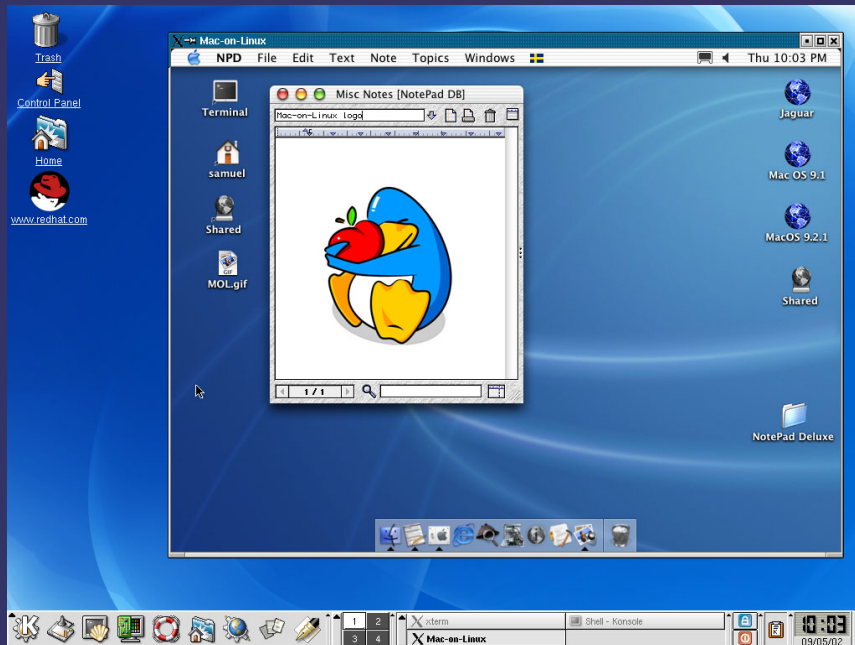 Trash
Control Panel
Home
www.redhat.com
Mac-on-Linux
NPD File Edit Text Note Topics Windows
Thu 10:03 PM
Terminal
samuel
Shared
GIF
MOL.gif
Misc Notes [NotePad DB]
Mac-on-Linux logo
1 / 1
Jaguar
Mac OS 9.1
MacOS 9.2.1
Shared
NotePad Deluxe
K
1 2
3 4
X xterm
Shell - Konsole
X Mac-on-Linux
10:03
09/05/02